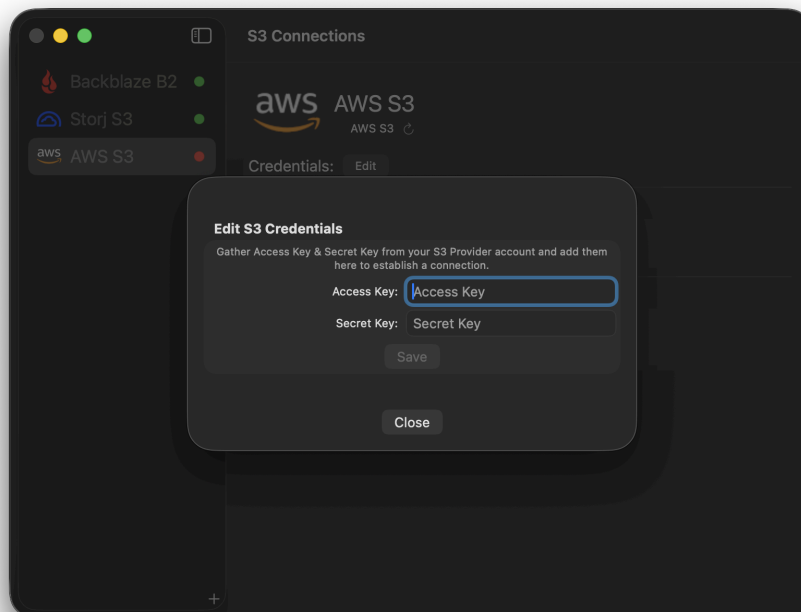 S3 Connections
Backblaze B2
Storj S3
aws AWS S3
aws AWS S3
AWS S3
Credentials: Edit
Edit S3 Credentials
Gather Access Key & Secret Key from your S3 Provider account and add them
here to establish a connection.
Access Key: Access Key
Secret Key: Secret Key
Save
Close